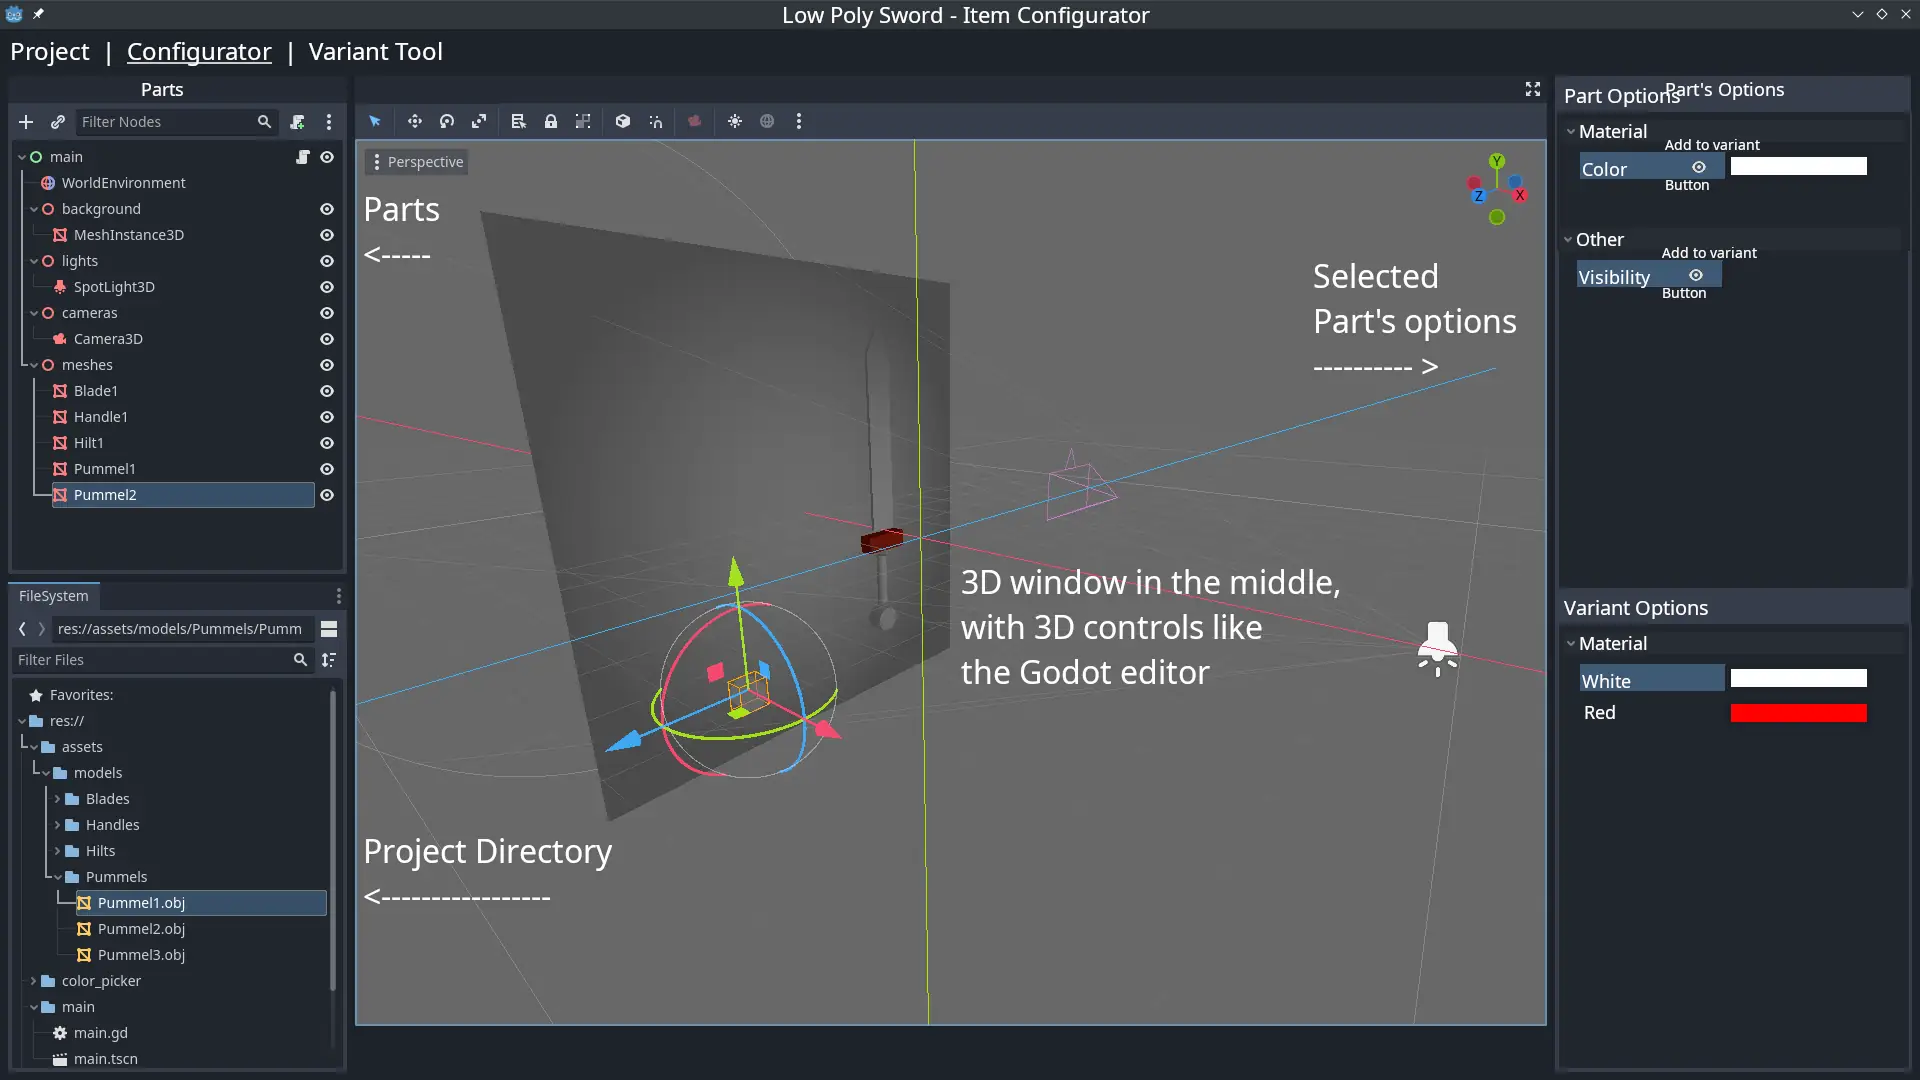 Low Poly Sword - Item Configurator
Project | Configurator | Variant Tool
Parts
Filter Nodes
main
WorldEnvironment
background
MeshInstance3D
lights
SpotLight3D
cameras
Camera3D
meshes
Blade1
Handle1
Hilt1
Pummel1
Pummel2
FileSystem
res://assets/models/Pummels/Pumm
Filter Files
Favorites:
res://
assets
models
Blades
Handles
Hilts
Pummels
Pummel1.obj
Pummel2.obj
Pummel3.obj
color_picker
main
main.gd
main.tscn
Perspective
Parts
<-----
Y
Z
X
Selected
Part's options
---------- >
3D window in the middle,
with 3D controls like
the Godot editor
Project Directory
<-----------------
Part Options
Part's Options
Material
Add to variant
Color
Button
Other
Add to variant
Visibility
Button
Variant Options
Material
White
Red